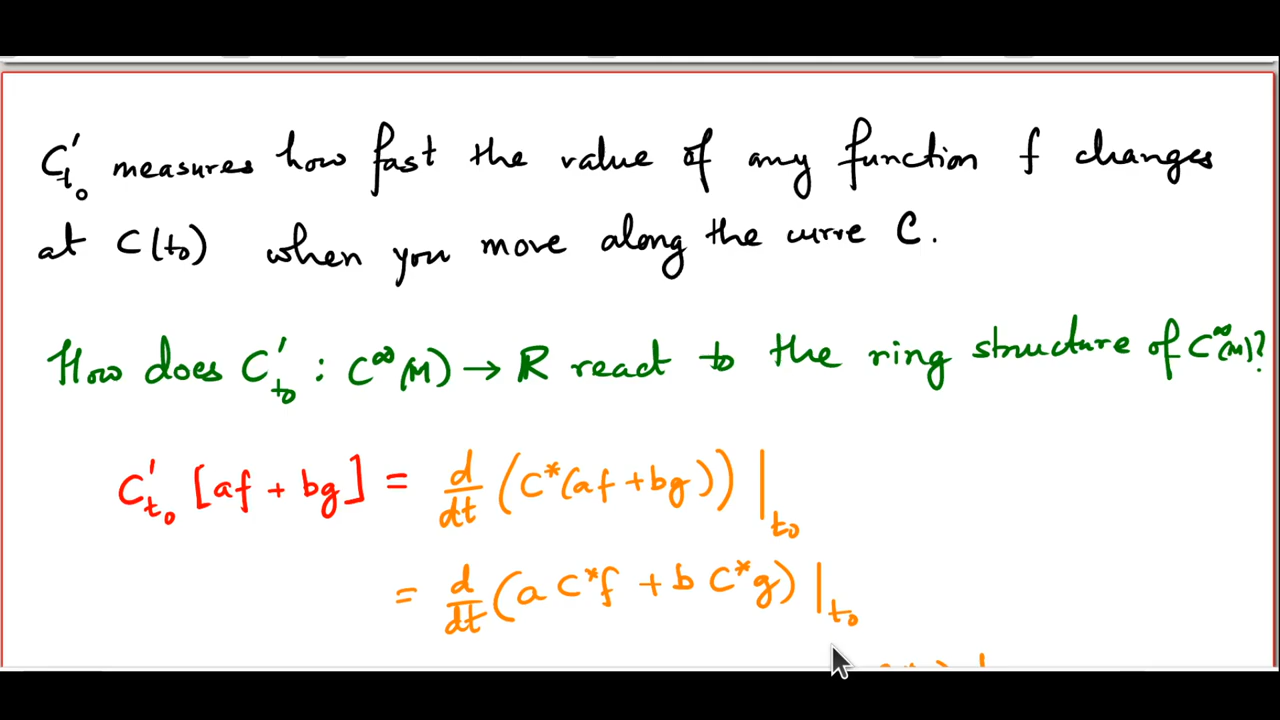 C'_{t_0} measures how fast the value of any function f changes
at C(t_0) when you move along the curve C.
How does C'_{t_0} : C^∞(M) → ℝ react to the ring structure of C^∞(M)?
C'_{t_0} [af + bg] = d/dt (C*(af + bg)) |_{t_0}
= d/dt (a C*f + b C*g) |_{t_0}